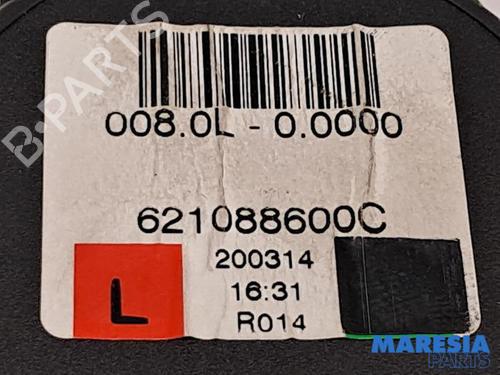 B-PARTS
008.0L - 0.0000
621088600C
200314
16:31
L
R014
MARESIA
PARTS